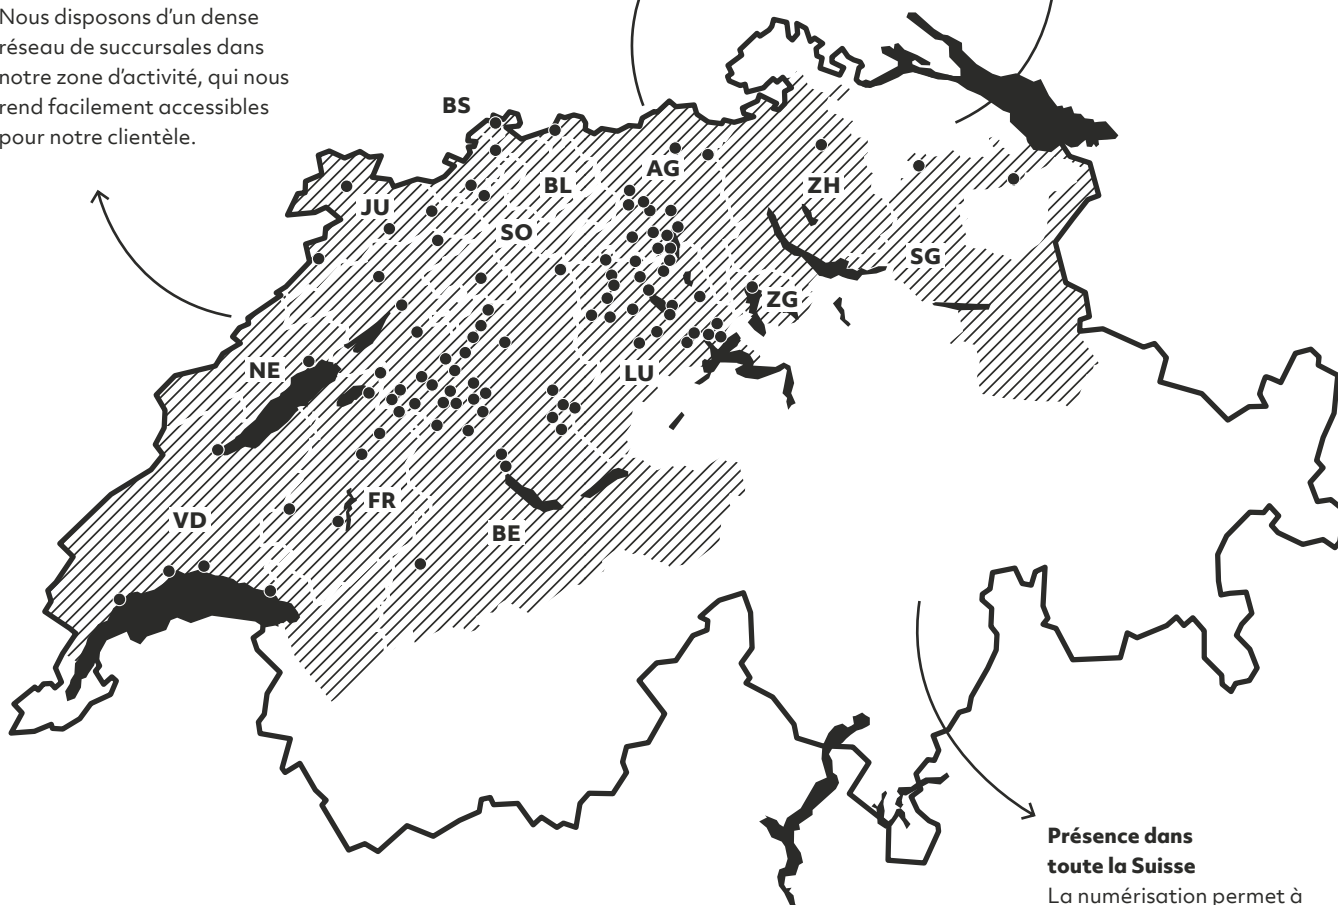 Nous disposons d'un dense
réseau de succursales dans
notre zone d'activité, qui nous
rend facilement accessibles
pour notre clientèle.
BS
BL
AG
ZH
JU
SO
SG
ZG
NE
LU
FR
VD
BE
Présence dans
toute la Suisse
La numérisation permet à